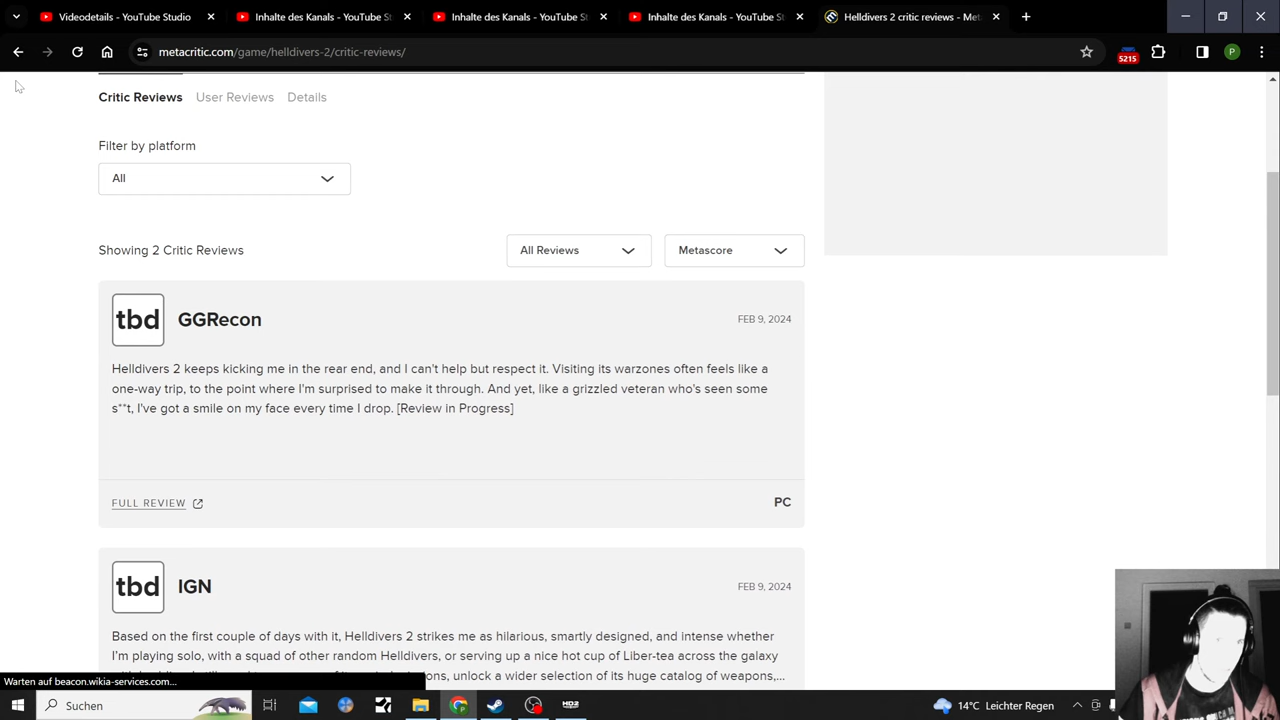 Videodetails - YouTube Studio
Inhalte des Kanals - YouTube S
Inhalte des Kanals - YouTube St
Inhalte des Kanals - YouTube St
Helldivers 2 critic reviews - Met
metacritic.com/game/helldivers-2/critic-reviews/
5215
P
Critic Reviews User Reviews Details
Filter by platform
All
Showing 2 Critic Reviews
All Reviews
Metascore
tbd GGRecon FEB 9, 2024
Helldivers 2 keeps kicking me in the rear end, and I can't help but respect it. Visiting its warzones often feels like a
one-way trip, to the point where I'm surprised to make it through. And yet, like a grizzled veteran who's seen some
s**t, I've got a smile on my face every time I drop. [Review in Progress]
FULL REVIEW PC
tbd IGN FEB 9, 2024
Based on the first couple of days with it, Helldivers 2 strikes me as hilarious, smartly designed, and intense whether
I'm playing solo, with a squad of other random Helldivers, or serving up a nice hot cup of Liber-tea across the galaxy
ons, unlock a wider selection of its huge catalog of weapons,...
Warten auf beacon.wikia-services.com...
Suchen
HD2
14°C Leichter Regen